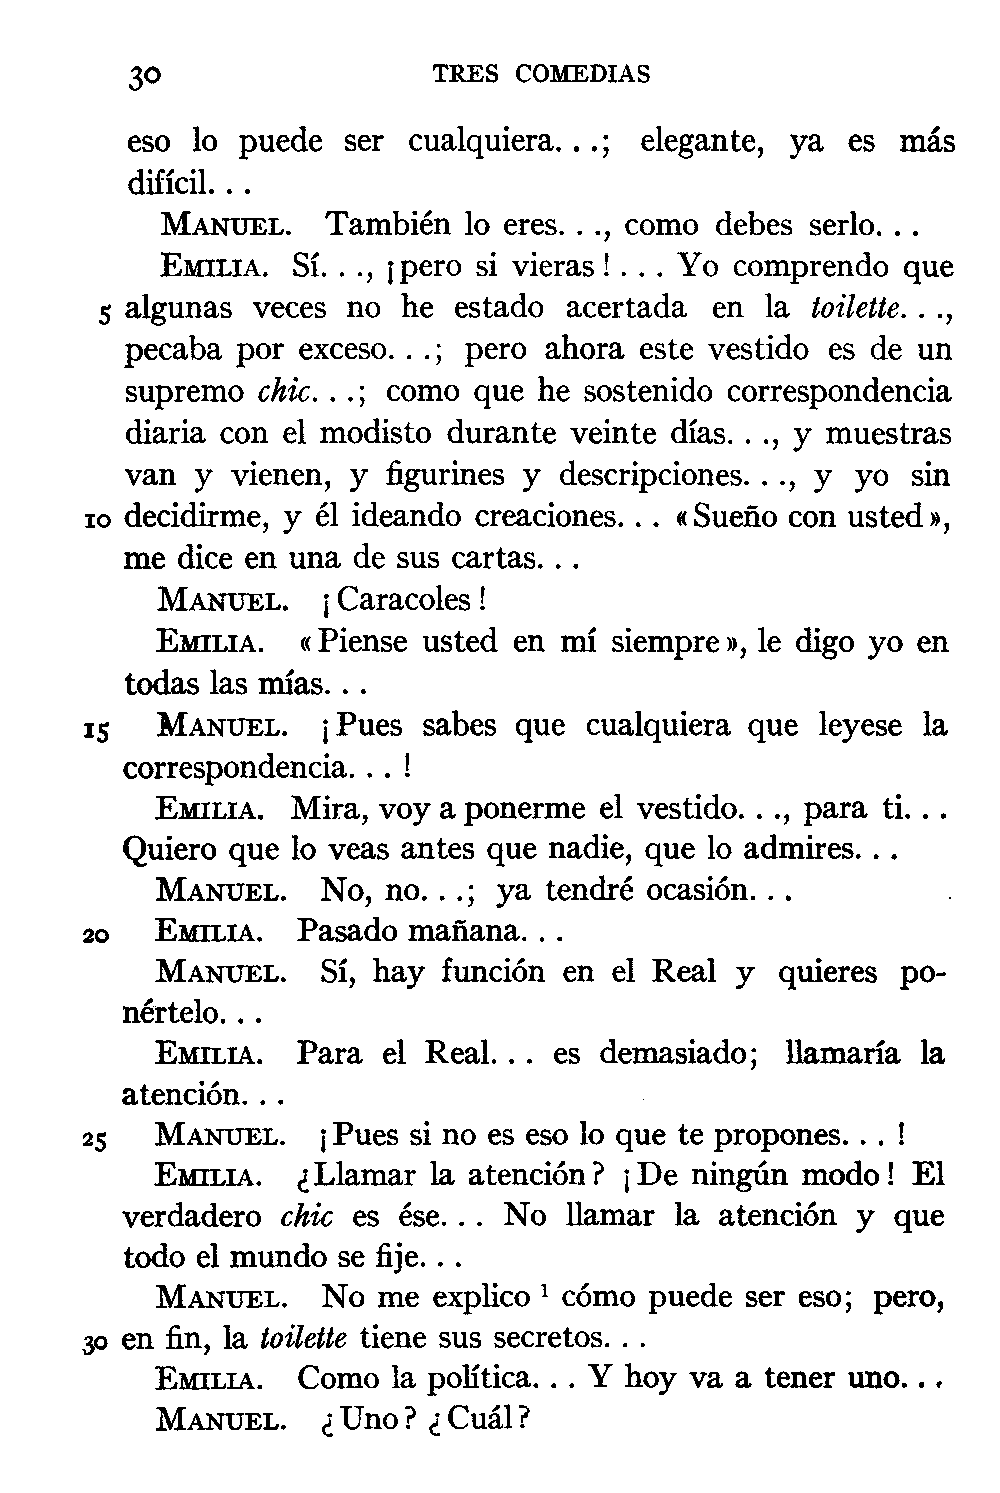 30 TRES COMEDIAS
eso lo puede ser cualquiera. . .; elegante, ya es más
difícil. . .
MANUEL. También lo eres. . ., como debes serlo. . .
EMILIA. Sí. . ., ¡pero si vieras! . . . Yo comprendo que
5 algunas veces no he estado acertada en la toilette. . .,
pecaba por exceso. . .; pero ahora este vestido es de un
supremo chic. . .; como que he sostenido correspondencia
diaria con el modisto durante veinte días. . ., y muestras
van y vienen, y figurines y descripciones. . ., y yo sin
10 decidirme, y él ideando creaciones. . . «Sueño con usted»,
me dice en una de sus cartas. . .
MANUEL. ¡Caracoles!
EMILIA. «Piense usted en mí siempre», le digo yo en
todas las mías. . .
15 MANUEL. ¡Pues sabes que cualquiera que leyese la
correspondencia. . . !
EMILIA. Mira, voy a ponerme el vestido. . ., para ti. . .
Quiero que lo veas antes que nadie, que lo admires. . .
MANUEL. No, no. . .; ya tendré ocasión. . .
20 EMILIA. Pasado mañana. . .
MANUEL. Sí, hay función en el Real y quieres po-
nértelo. . .
EMILIA. Para el Real. . . es demasiado; llamaría la
atención. . .
25 MANUEL. ¡Pues si no es eso lo que te propones. . . !
EMILIA. ¿Llamar la atención? ¡De ningún modo! El
verdadero chic es ése. . . No llamar la atención y que
todo el mundo se fije. . .
MANUEL. No me explico ¹ cómo puede ser eso; pero,
30 en fin, la toilette tiene sus secretos. . .
EMILIA. Como la política. . . Y hoy va a tener uno. . .
MANUEL. ¿Uno? ¿Cuál?